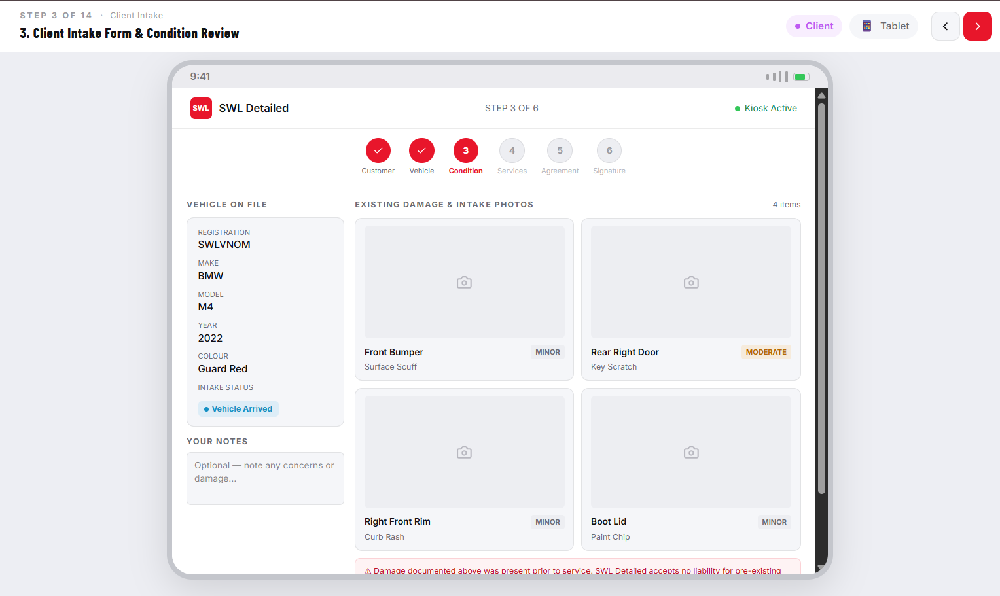 STEP 3 OF 14 · Client Intake
3. Client Intake Form & Condition Review
Client
Tablet
9:41
SWL
SWL Detailed
STEP 3 OF 6
Kiosk Active
3
4
5
6
Customer
Vehicle
Condition
Services
Agreement
Signature
VEHICLE ON FILE
REGISTRATION
SWLVNOM
MAKE
BMW
MODEL
M4
YEAR
2022
COLOUR
Guard Red
INTAKE STATUS
Vehicle Arrived
YOUR NOTES
Optional — note any concerns or
damage...
EXISTING DAMAGE & INTAKE PHOTOS
4 items
Front Bumper
MINOR
Surface Scuff
Rear Right Door
MODERATE
Key Scratch
Right Front Rim
MINOR
Curb Rash
Boot Lid
MINOR
Paint Chip
⚠ Damage documented above was present prior to service. SWL Detailed accepts no liability for pre-existing